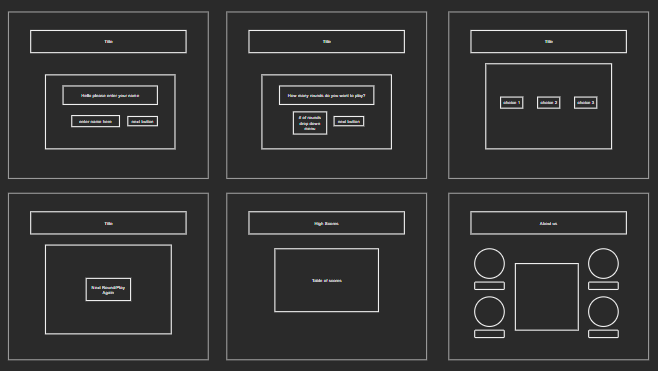 Title
Hello please enter your name
enter name here
next button
Title
How many rounds do you want to play?
# of rounds
drop down
menu
next button
Title
choice 1
choice 2
choice 3
Title
Next Round/Play
Again
High Scores
Table of scores
About us